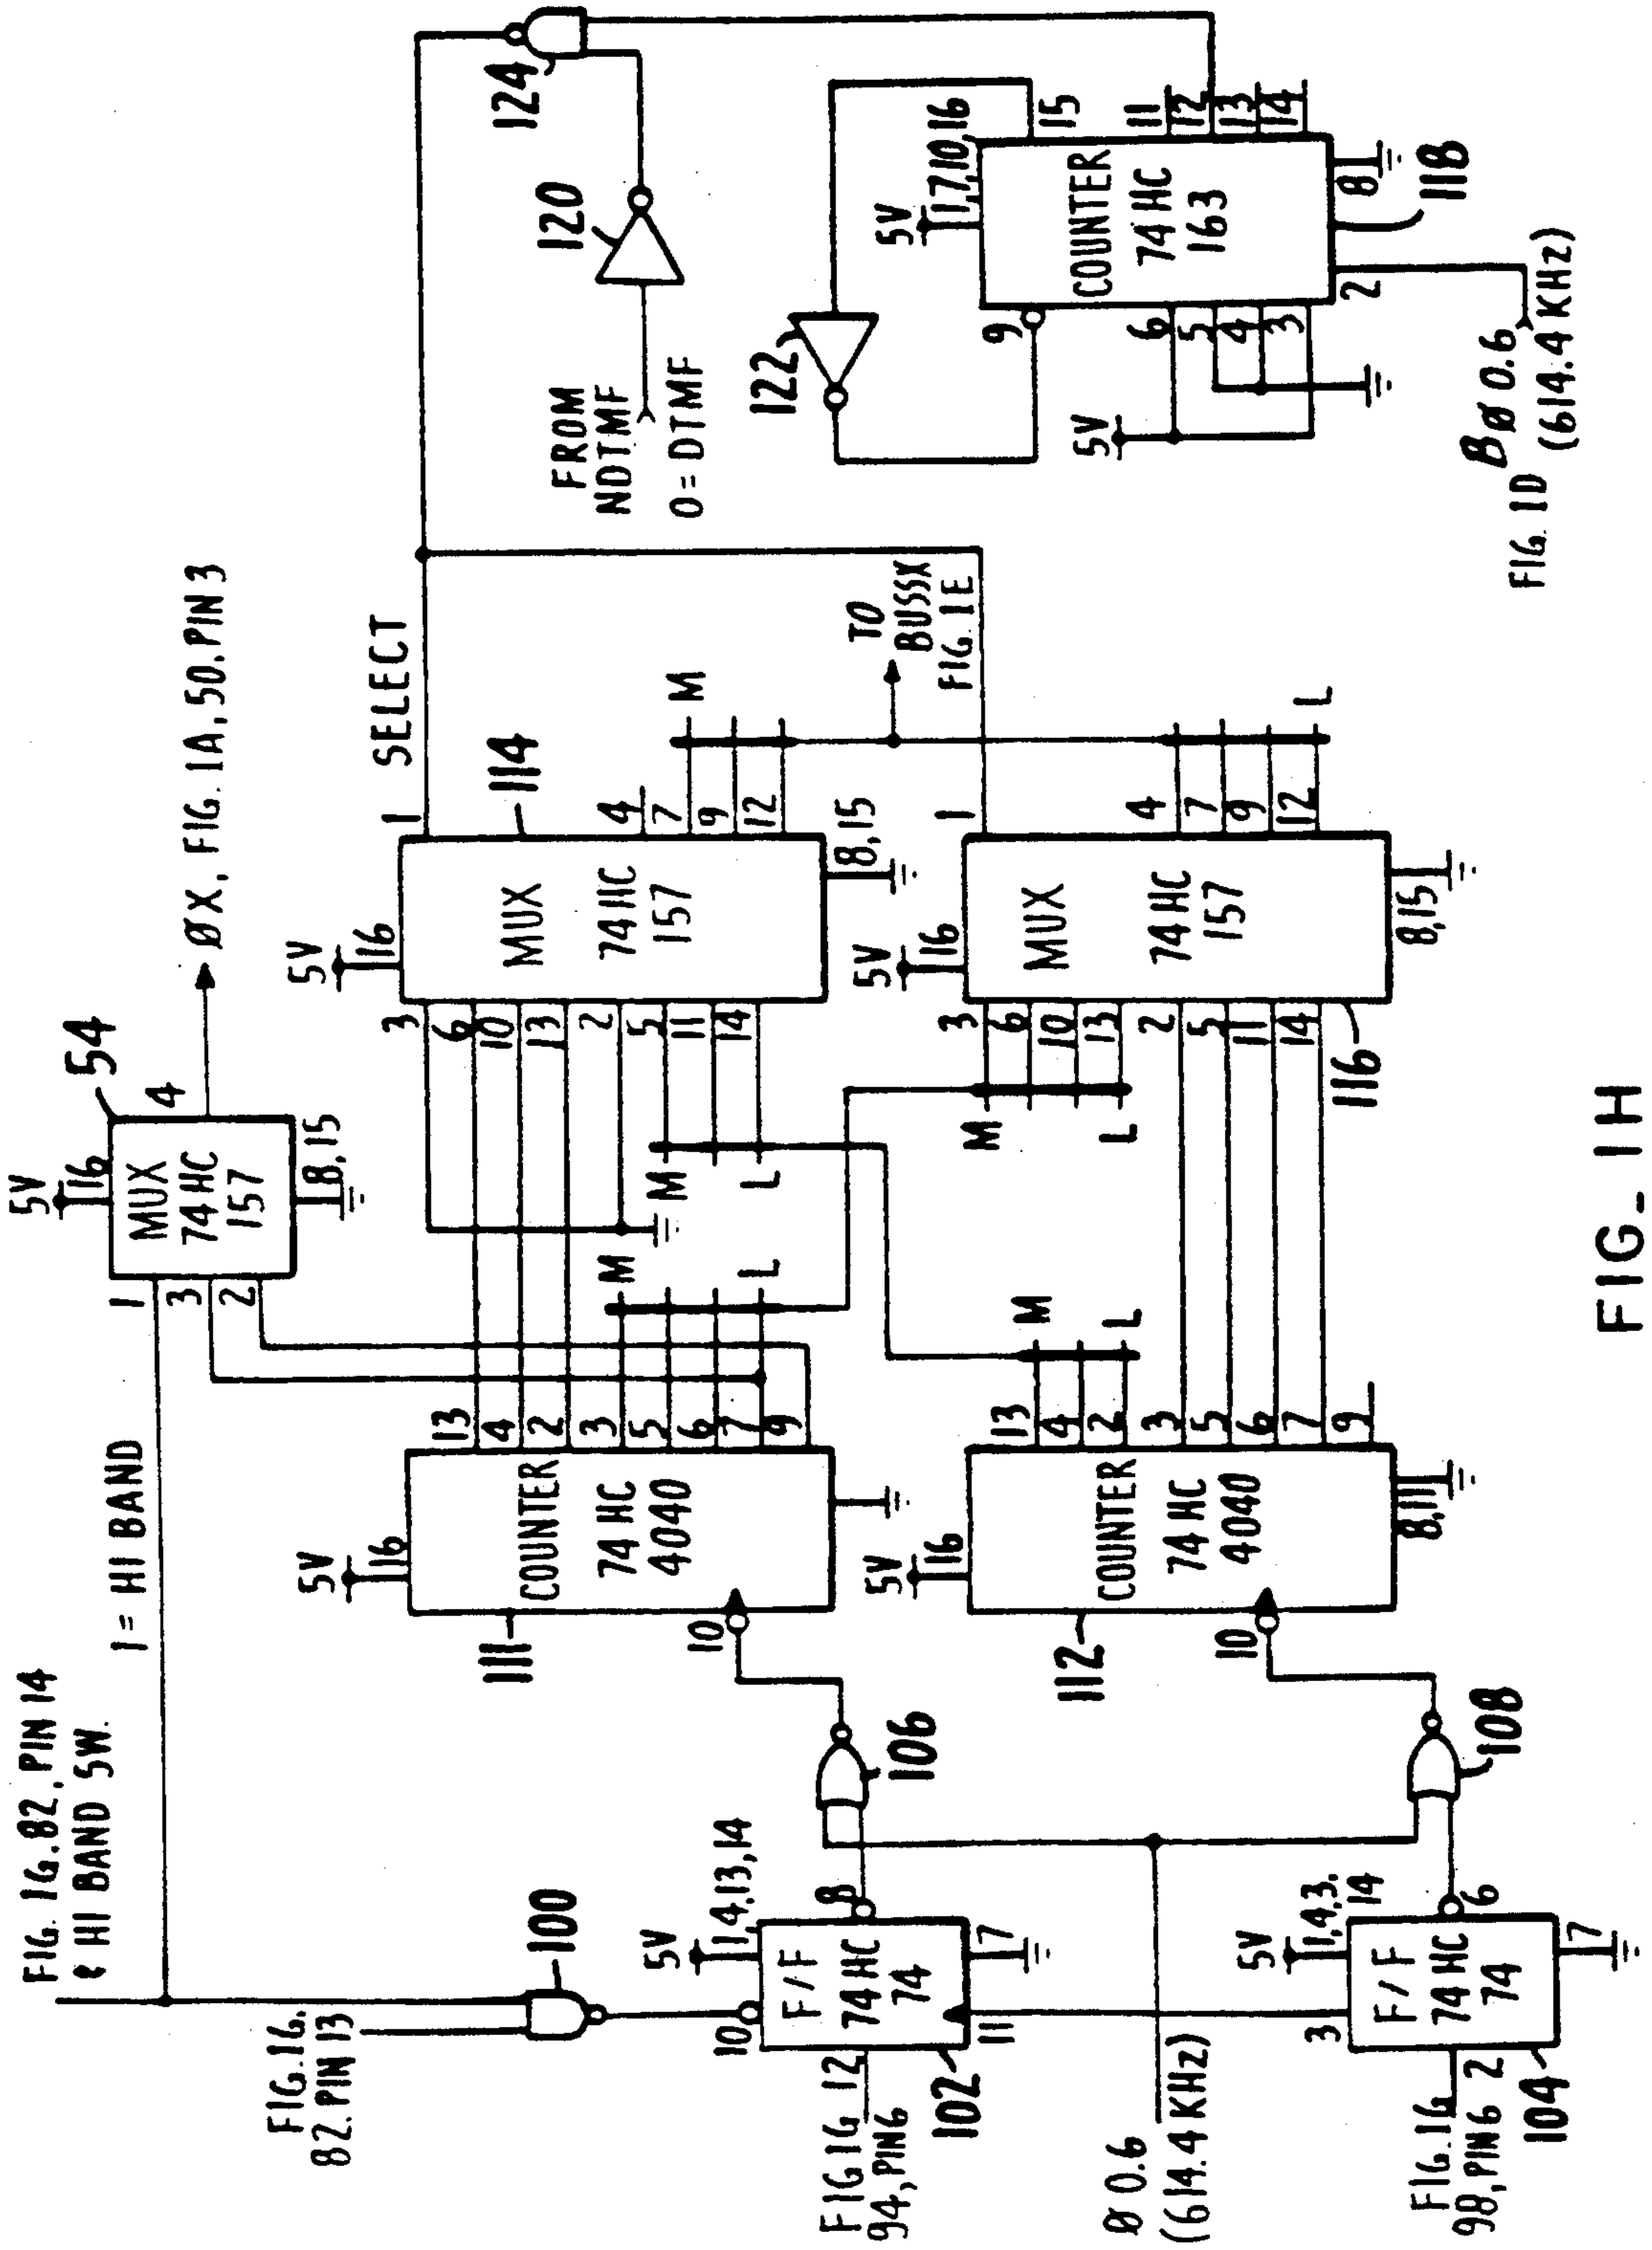 FIG. 1G, 82, PIN 14
& HI BAND SW.
1 = HI BAND
FIG. 1G,
82. PIN 13
100
5V
16
MUX
74 HC
157
54
1
3
2
4
8,15
ØX, FIG. 1A, 50, PIN 3
FIG 1G
94, PIN6
12
10
5V
1,4,13,14
F/F
74 HC
74
8
7
11
102
106
Ø 0.6
(614.4 KHz)
FIG. 1G
98, PIN 6
2
3
5V
1,4,3.
14
F/F
74 HC
74
6
7
104
108
5V
16
COUNTER
74 HC
4040
111
10
13
4
2
3
5
6
7
9
M
L
5V
16
COUNTER
74 HC
4040
112
10
8,11
13
4
2
3
5
6
7
9
M
L
SELECT
5V
16
MUX
74 HC
157
114
3
6
10
13
2
5
11
14
M
L
1
4
7
9
12
8,15
M
5V
16
MUX
74 HC
157
116
3
6
10
13
2
5
11
14
M
L
1
4
7
9
12
8,15
L
TO
BUSSX
FIG. 1E
FROM
NDTMF
0 = DTMF
120
124
122
5V
1,7,10,16
COUNTER
74 HC
163
9
6
5
4
3
5V
15
11
12
13
14
8
2
118
BØ 0.6
(614.4 KHz)
FIG. 1D
FIG_ 1H